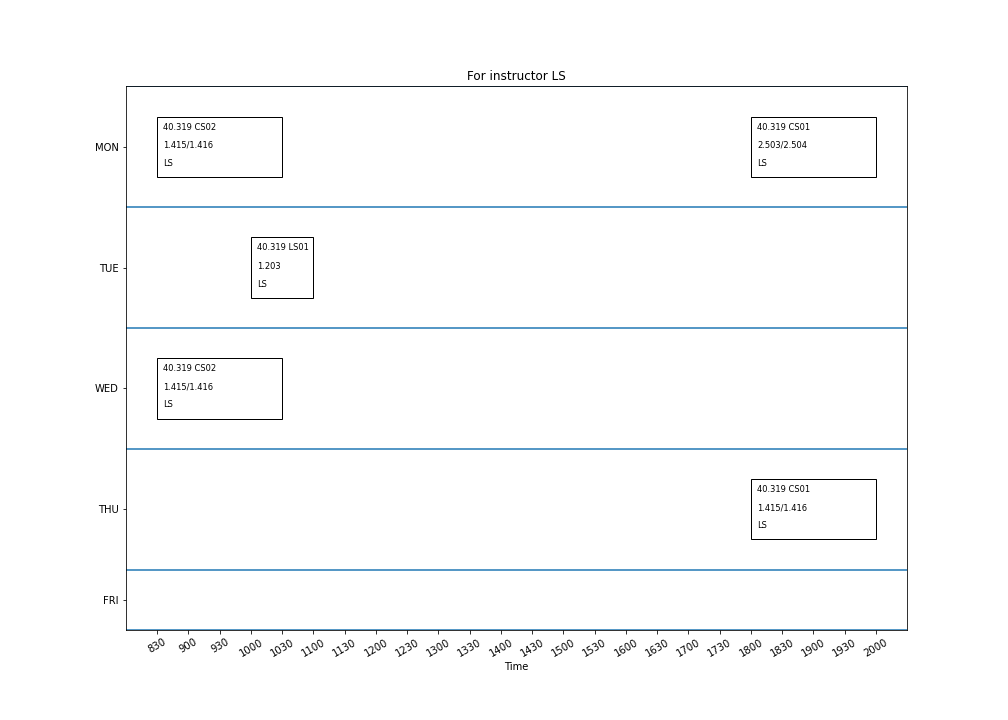 For instructor LS
MON
40.319 CS02
1.415/1.416
LS
40.319 CS01
2.503/2.504
LS
TUE
40.319 LS01
1.203
LS
WED
40.319 CS02
1.415/1.416
LS
THU
40.319 CS01
1.415/1.416
LS
FRI
830 900 930 1000 1030 1100 1130 1200 1230 1300 1330 1400 1430 1500 1530 1600 1630 1700 1730 1800 1830 1900 1930 2000
Time